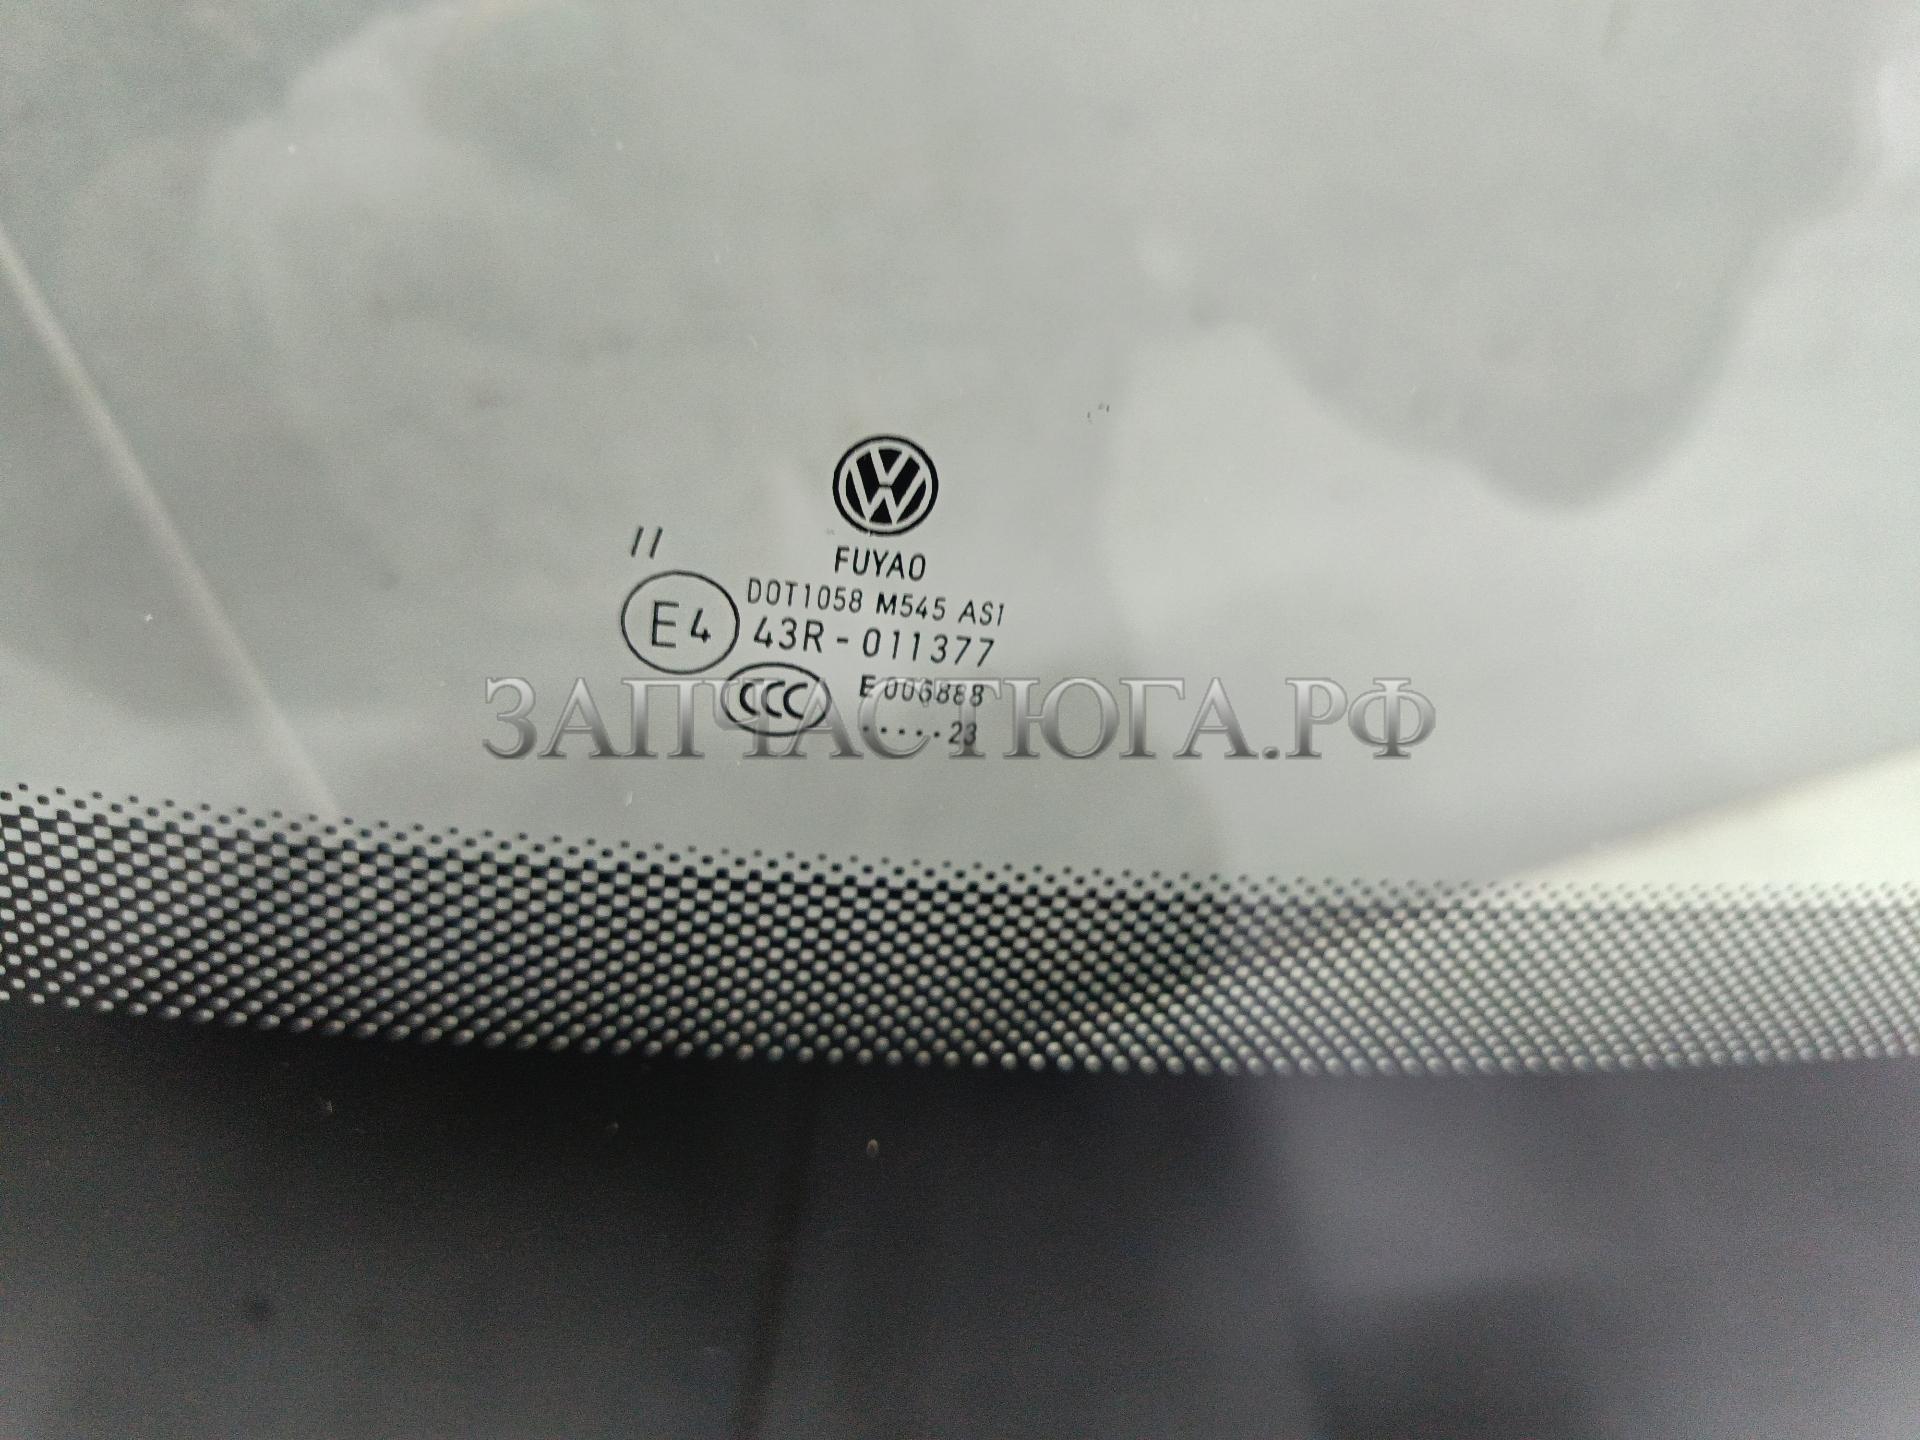 FUYAO
//
DOT1058 M545 AS1
E4 43R-011377
CCC E006888
.....23
ЗАПЧАСТЮГА.РФ